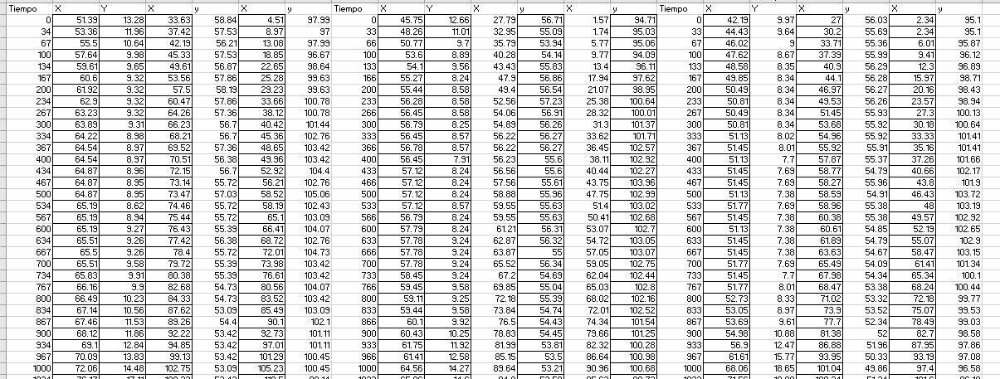 Tiempo X Y X y X y Tiempo X Y X y X y Tiempo X Y X y X y
0 51.39 13.28 33.63 58.84 4.51 97.99 0 45.75 12.66 27.79 56.71 1.57 94.71 0 42.19 9.97 27 56.03 2.34 95.1
34 53.36 11.96 37.42 57.53 8.97 97 33 48.26 11.01 32.95 55.09 1.74 95.03 33 44.43 9.64 30.2 55.69 2.34 95.1
67 55.5 10.64 42.19 56.21 13.08 97.99 66 50.77 9.7 35.79 53.94 5.77 95.06 67 46.02 9 33.71 55.36 6.01 95.87
100 57.64 9.98 45.33 57.53 18.85 96.67 100 53.6 8.89 40.28 54.14 9.77 94.09 100 47.62 8.67 37.39 55.99 9.41 96.12
134 59.61 9.65 49.61 56.87 22.65 98.64 133 54.1 9.56 43.43 55.83 13.4 96.11 133 48.58 8.35 40.9 56.29 12.3 96.89
167 60.6 9.32 53.56 57.86 25.28 99.63 166 55.27 8.24 47.9 56.86 17.94 97.62 167 49.85 8.34 44.1 56.28 15.97 98.71
200 61.92 9.32 57.5 58.19 29.23 99.63 200 55.44 8.58 49.4 56.54 21.07 98.95 200 50.49 8.34 46.97 56.27 20.16 98.43
234 62.9 9.32 60.47 57.86 33.66 100.78 233 56.28 8.58 52.56 57.23 25.38 100.64 233 50.81 8.34 49.53 56.26 23.57 98.94
267 63.23 9.32 64.26 57.36 38.12 100.78 266 56.45 8.58 54.06 56.91 28.32 100.01 267 50.49 8.34 51.45 55.93 27.3 100.13
300 63.89 9.31 66.23 56.7 40.42 101.44 300 56.79 8.25 54.89 56.26 31.3 101.37 300 50.81 8.34 53.68 55.92 30.18 100.64
334 64.22 8.98 68.21 56.7 45.36 102.76 333 56.45 8.57 56.22 56.27 33.62 101.71 333 51.13 8.02 54.96 55.92 33.33 101.41
367 64.54 8.97 69.52 57.36 48.65 103.42 366 56.78 8.57 56.22 56.27 36.45 102.57 367 51.45 8.01 55.92 55.91 35.16 101.41
400 64.54 8.97 70.51 56.38 49.96 103.42 400 56.45 7.91 56.23 55.6 38.11 102.92 400 51.13 7.7 57.87 55.37 37.26 101.66
434 64.87 8.96 72.15 56.7 52.92 104.4 433 57.12 8.24 56.56 55.6 40.44 102.27 433 51.45 7.69 58.77 54.79 40.66 102.17
467 64.87 8.95 73.14 55.72 56.21 102.76 466 57.12 8.24 57.56 55.61 43.75 103.96 467 51.45 7.69 58.27 55.96 43.8 101.9
500 64.87 8.95 73.47 57.03 58.52 105.06 500 57.12 8.24 58.88 55.96 47.75 102.99 500 51.13 7.38 58.59 54.91 46.43 103.72
534 65.19 8.62 74.46 55.72 58.19 102.43 533 57.12 8.57 59.55 55.63 51.4 103.02 533 51.77 7.69 58.96 55.38 48 103.19
567 65.19 8.94 75.44 55.72 65.1 103.09 566 56.79 8.24 59.55 55.63 50.41 102.68 567 51.45 7.38 60.38 55.38 49.57 102.92
600 65.19 9.27 76.43 55.39 66.41 104.07 600 57.79 8.24 61.21 56.31 53.07 102.7 600 51.13 7.38 60.61 54.85 52.19 102.65
634 65.51 9.26 77.42 56.38 68.72 102.76 633 57.78 9.24 62.87 56.32 54.72 103.05 633 51.45 7.38 61.89 54.79 55.07 102.9
667 65.5 9.26 78.4 55.72 72.01 104.73 666 57.78 9.24 63.87 55 57.05 103.07 667 51.45 7.38 63.63 54.67 58.47 103.15
700 65.51 9.58 79.72 55.39 73.98 103.42 700 57.78 9.24 65.52 56.34 59.05 102.75 700 51.77 7.69 65.49 54.09 61.41 101.34
734 65.83 9.91 80.38 55.39 76.61 103.42 733 58.45 9.24 67.2 54.69 62.04 102.44 733 51.45 7.7 67.98 54.34 65.34 100.1
767 66.16 9.9 82.68 54.73 80.56 103.42 766 59.45 9.58 69.85 55.04 65.03 102.8 767 51.77 8.01 68.47 53.38 68.24 100.44
800 66.49 10.23 84.33 54.73 83.52 103.42 800 59.11 9.25 72.18 55.39 68.02 102.16 800 52.73 8.33 71.02 53.32 72.18 99.77
834 67.14 10.56 87.62 53.09 85.49 103.09 833 59.44 9.58 73.84 54.74 72.01 102.52 833 53.05 8.97 73.9 53.52 75.07 99.53
867 67.46 11.53 89.26 54.4 90.1 102.1 866 60.1 9.92 76.5 54.43 74.34 101.54 867 53.69 9.61 77.7 52.34 78.49 99.03
900 68.12 11.86 92.22 53.42 92.73 101.11 900 60.43 10.25 78.83 54.45 79.66 101.25 900 54.98 10.88 81.38 52 82.7 98.58
934 69.1 12.84 94.85 53.42 97.01 101.11 933 61.75 11.92 81.99 53.81 82.32 100.28 933 56.9 12.47 86.88 51.96 87.95 97.86
967 70.09 13.83 99.13 53.42 101.29 100.45 966 61.41 12.58 85.15 53.5 86.64 100.98 967 61.61 15.77 93.95 50.33 93.19 97.08
1000 72.06 14.48 102.75 53.09 105.23 100.45 1000 64.56 14.27 89.64 53.21 90.96 100.68 1000 68.06 18.65 101.04 49.86 97.4 96.58